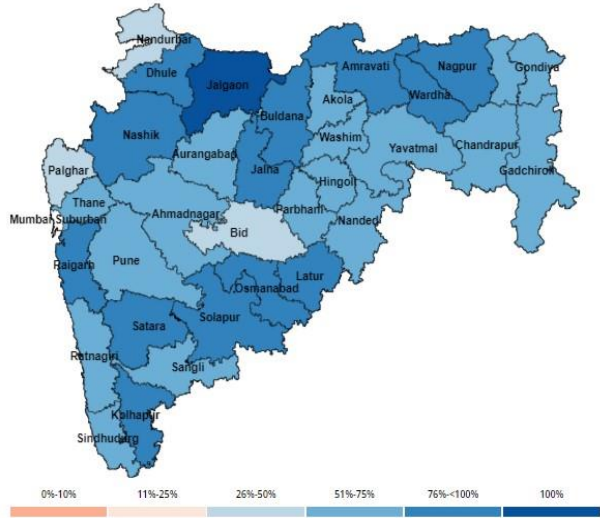 Nandurbar
Dhule
Jalgaon
Amravati
Nagpur
Gondiya
Akola
Wardha
Buldana
Nashik
Washim
Aurangabad
Yavatmal
Chandrapur
Palghar
Jalna
Hingoli
Gadchiroli
Thane
Ahmadnagar
Parbhani
Mumbai Suburban
Nanded
Bid
Raigarh
Pune
Latur
Osmanabad
Solapur
Satara
Ratnagiri
Sangli
Kolhapur
Sindhudurg
0%-10% 11%-25% 26%-50% 51%-75% 76%-<100% 100%